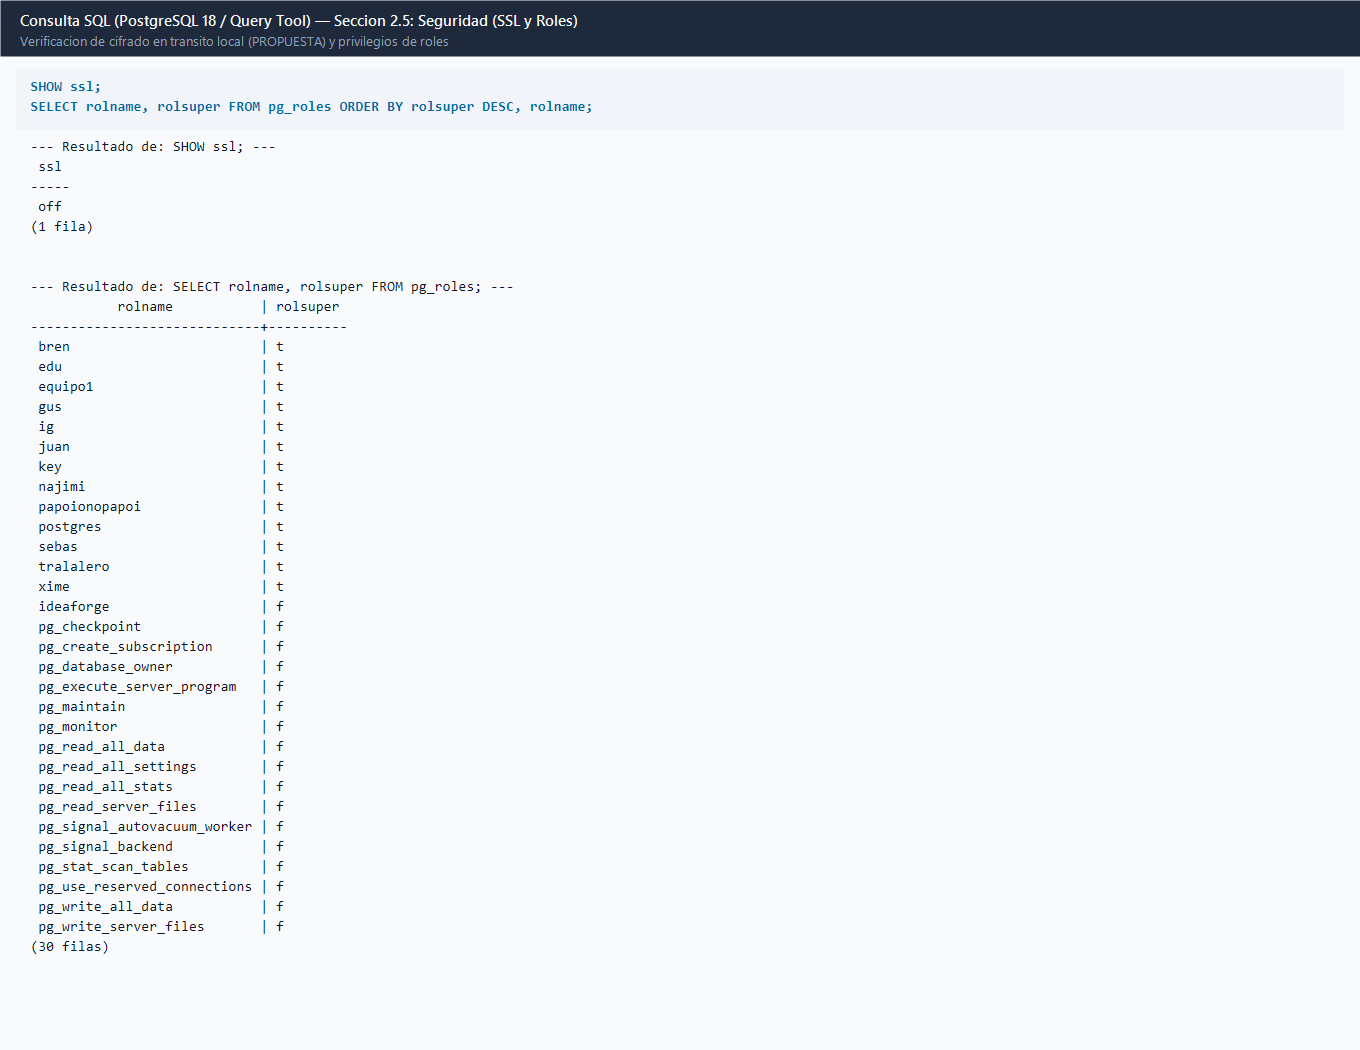 Consulta SQL (PostgreSQL 18 / Query Tool) — Seccion 2.5: Seguridad (SSL y Roles)
Verificacion de cifrado en transito local (PROPUESTA) y privilegios de roles
SHOW ssl;
SELECT rolname, rolsuper FROM pg_roles ORDER BY rolsuper DESC, rolname;
--- Resultado de: SHOW ssl; ---
 ssl
-----
 off
(1 fila)
--- Resultado de: SELECT rolname, rolsuper FROM pg_roles; ---
           rolname           | rolsuper
-----------------------------+----------
 bren                        | t
 edu                         | t
 equipo1                     | t
 gus                         | t
 ig                          | t
 juan                        | t
 key                         | t
 najimi                      | t
 papoionopapoi               | t
 postgres                    | t
 sebas                       | t
 tralalero                   | t
 xime                        | t
 ideaforge                   | f
 pg_checkpoint               | f
 pg_create_subscription      | f
 pg_database_owner           | f
 pg_execute_server_program   | f
 pg_maintain                 | f
 pg_monitor                  | f
 pg_read_all_data            | f
 pg_read_all_settings        | f
 pg_read_all_stats           | f
 pg_read_server_files        | f
 pg_signal_autovacuum_worker | f
 pg_signal_backend           | f
 pg_stat_scan_tables         | f
 pg_use_reserved_connections | f
 pg_write_all_data           | f
 pg_write_server_files       | f
(30 filas)